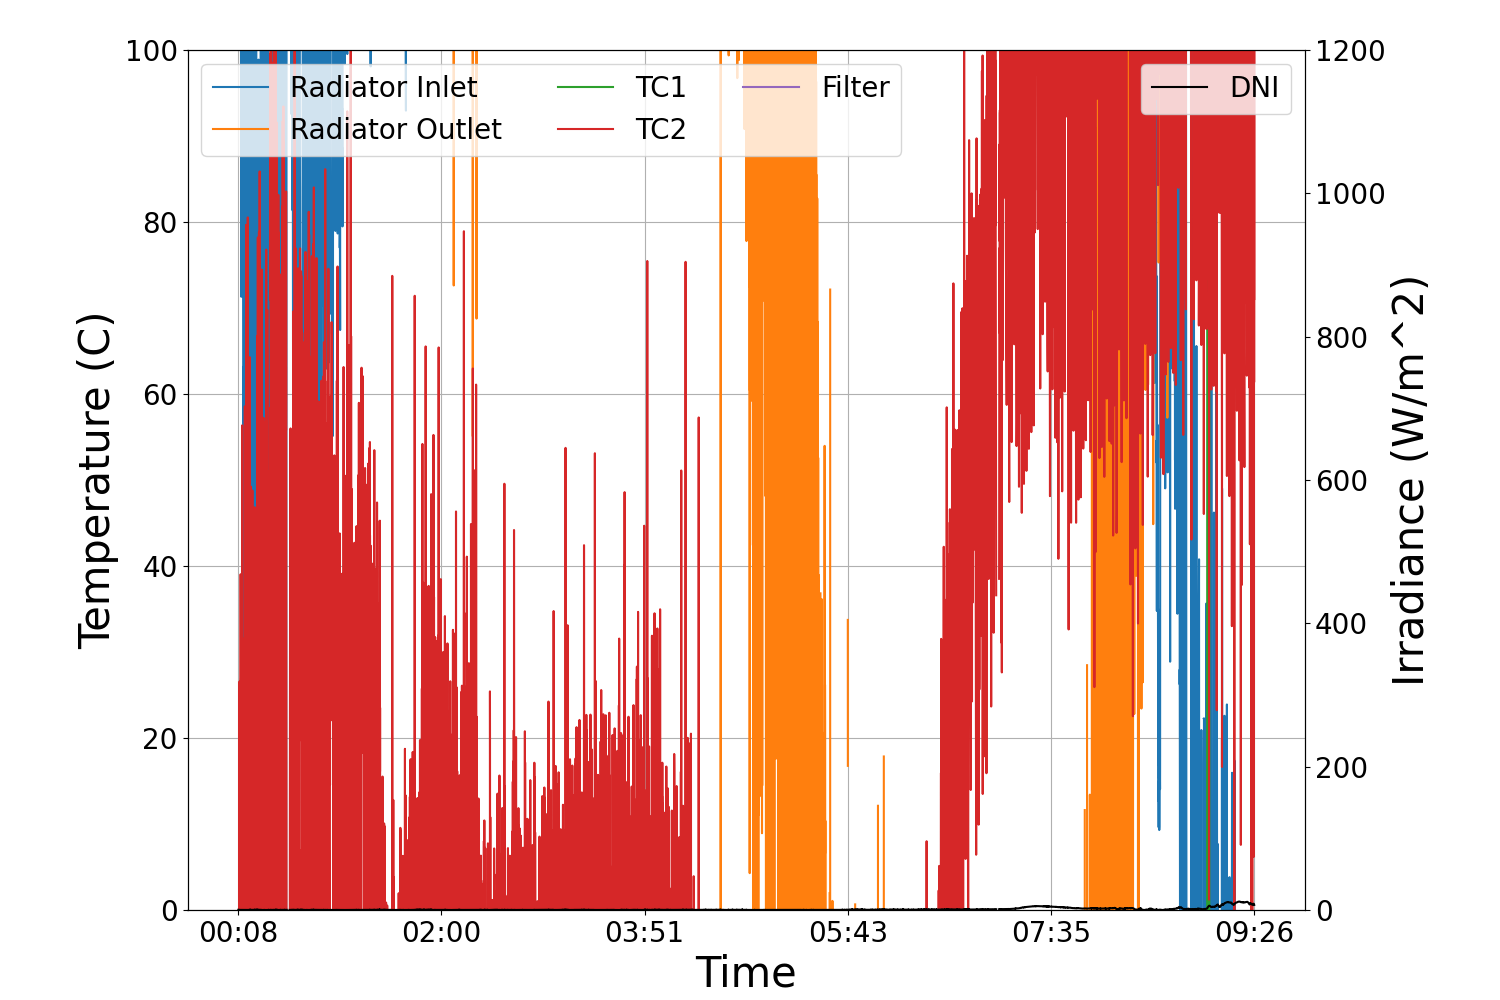 100
80
60
40
20
0
Temperature (C)
Radiator Inlet
Radiator Outlet
TC1
TC2
Filter
DNI
1200
1000
800
600
400
200
0
Irradiance (W/m^2)
00:08 02:00 03:51 05:43 07:35 09:26
Time